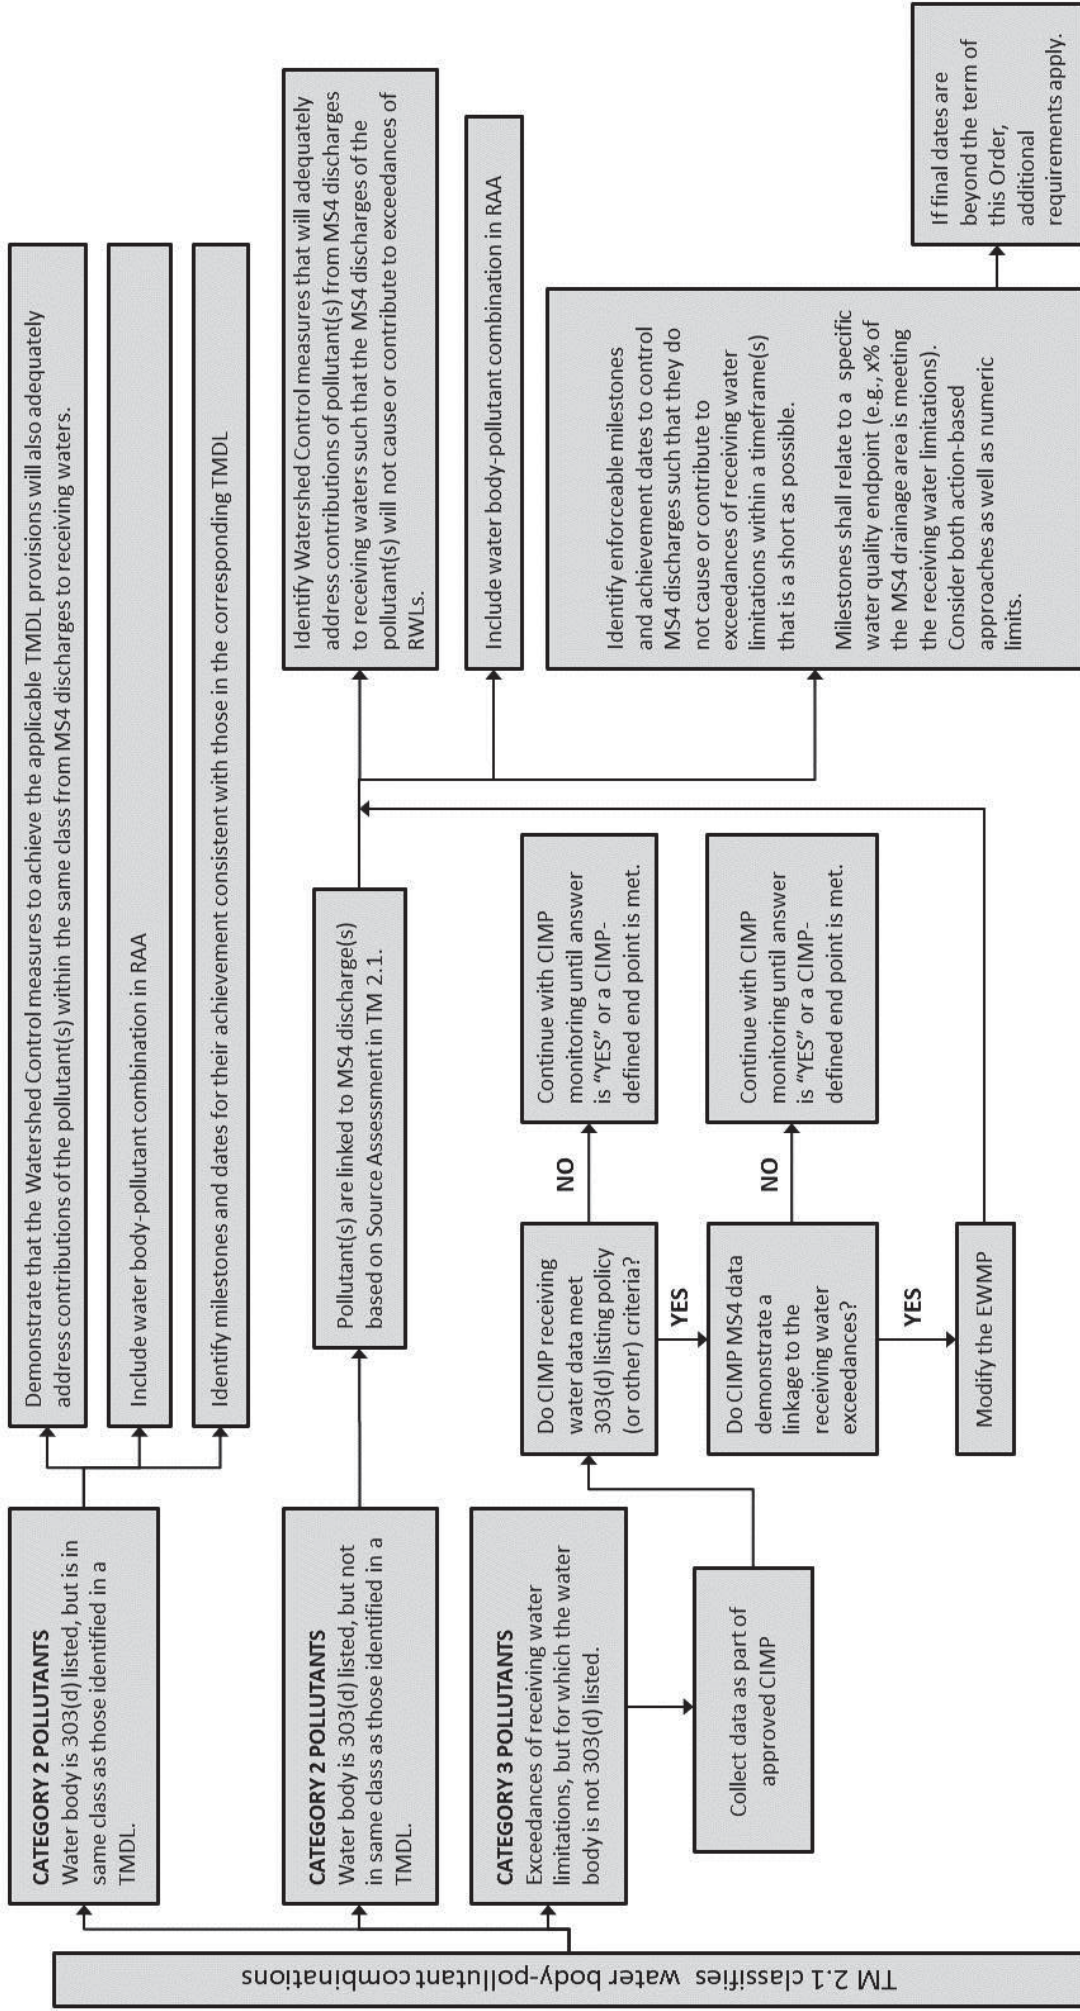 TM 2.1 classifies water body-pollutant combinations
CATEGORY 2 POLLUTANTS
Water body is 303(d) listed, but is in
same class as those identified in a
TMDL.
Demonstrate that the Watershed Control measures to achieve the applicable TMDL provisions will also adequately
address contributions of the pollutant(s) within the same class from MS4 discharges to receiving waters.
Include water body-pollutant combination in RAA
Identify milestones and dates for their achievement consistent with those in the corresponding TMDL
CATEGORY 2 POLLUTANTS
Water body is 303(d) listed, but not
in same class as those identified in a
TMDL.
Pollutant(s) are linked to MS4 discharge(s)
based on Source Assessment in TM 2.1.
Identify Watershed Control measures that will adequately
address contributions of pollutant(s) from MS4 discharges
to receiving waters such that the MS4 discharges of the
pollutant(s) will not cause or contribute to exceedances of
RWLs.
Include water body-pollutant combination in RAA
Identify enforceable milestones
and achievement dates to control
MS4 discharges such that they do
not cause or contribute to
exceedances of receiving water
limitations within a timeframe(s)
that is a short as possible.
Milestones shall relate to a specific
water quality endpoint (e.g., x% of
the MS4 drainage area is meeting
the receiving water limitations).
Consider both action-based
approaches as well as numeric
limits.
If final dates are
beyond the term of
this Order,
additional
requirements apply.
CATEGORY 3 POLLUTANTS
Exceedances of receiving water
limitations, but for which the water
body is not 303(d) listed.
Collect data as part of
approved CIMP
Do CIMP receiving
water data meet
303(d) listing policy
(or other) criteria?
NO
Continue with CIMP
monitoring until answer
is “YES” or a CIMP-
defined end point is met.
YES
Do CIMP MS4 data
demonstrate a
linkage to the
receiving water
exceedances?
NO
Continue with CIMP
monitoring until answer
is “YES” or a CIMP-
defined end point is met.
YES
Modify the EWMP